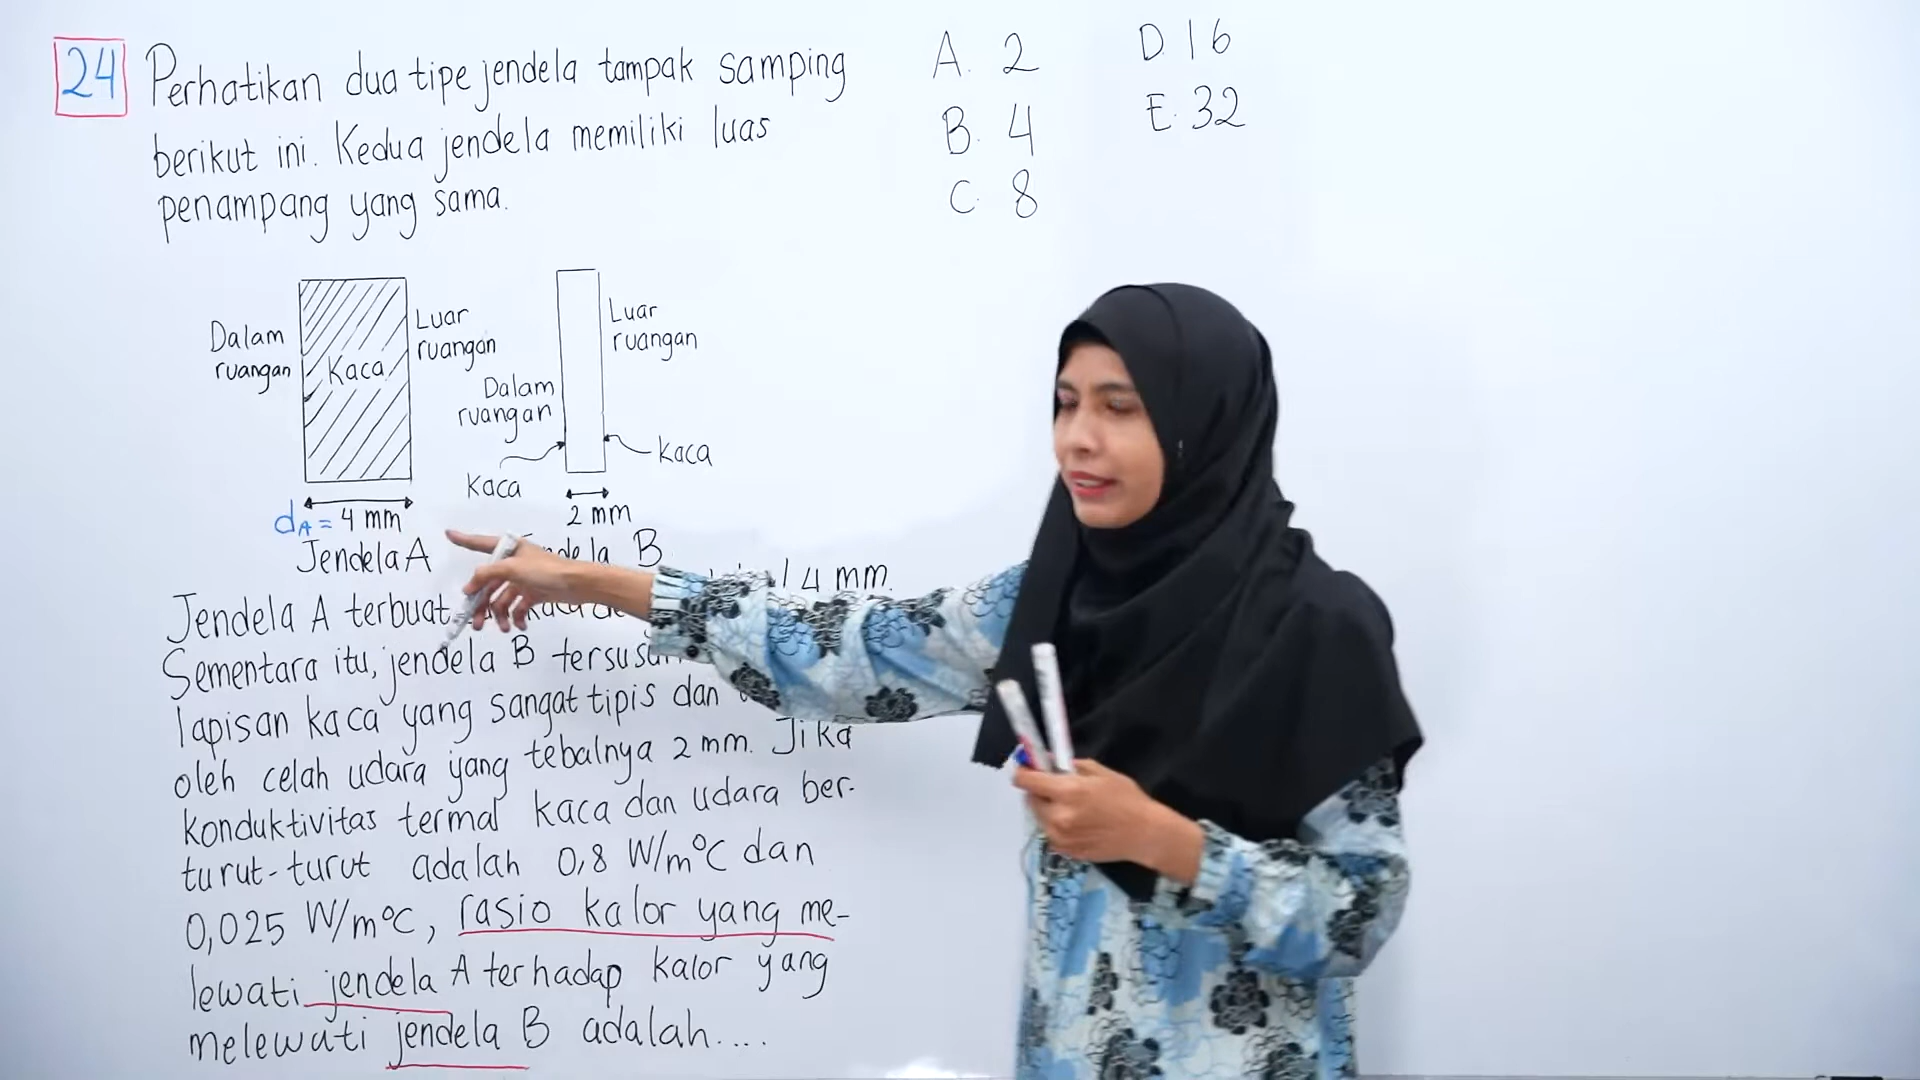 24 Perhatikan dua tipe jendela tampak samping
berikut ini. Kedua jendela memiliki luas
penampang yang sama.
A. 2
B. 4
C. 8
D. 16
E. 32
Dalam
ruangan
Kaca
Luar
ruangan
dA = 4 mm
Jendela A
Dalam
ruangan
Kaca
Luar
ruangan
Kaca
2 mm
B
Jendela A terbuat 4 mm.
Sementara itu, jendela B
lapisan kaca yang sangat tipis dan
oleh celah udara yang tebalnya 2 mm. Jika
konduktivitas termal kaca dan udara ber-
turut-turut adalah 0,8 W/m°C dan
0,025 W/m°C, rasio kalor yang me-
lewati jendela A terhadap kalor yang
melewati jendela B adalah....